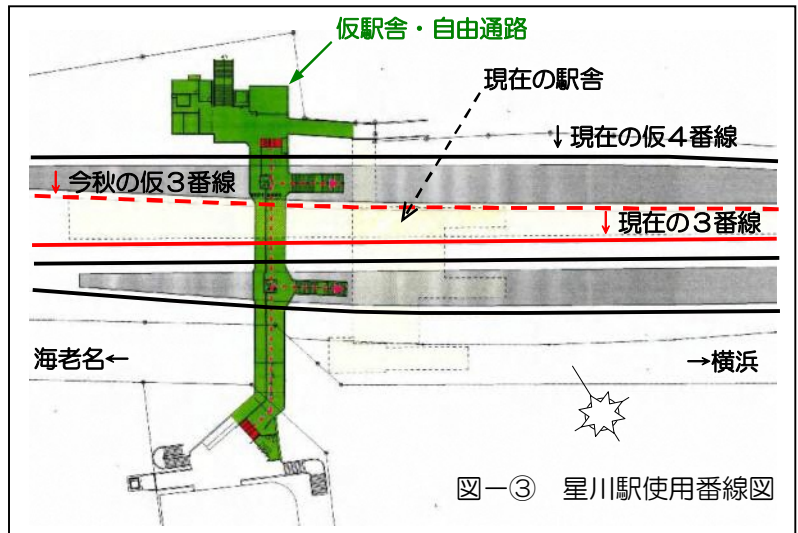 仮駅舎・自由通路
現在の駅舎
↓現在の仮4番線
↓今秋の仮3番線
↓現在の3番線
海老名←
→横浜
図ー③ 星川駅使用番線図